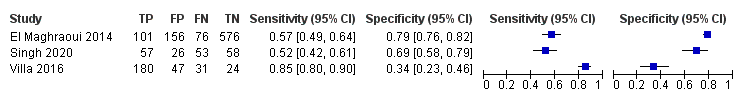 Study TP FP FN TN Sensitivity (95% CI) Specificity (95% CI) Sensitivity (95% CI) Specificity (95% CI)
El Maghraoui 2014 101 156 76 576 0.57 [0.49, 0.64] 0.79 [0.76, 0.82]
Singh 2020 57 26 53 58 0.52 [0.42, 0.61] 0.69 [0.58, 0.79]
Villa 2016 180 47 31 24 0.85 [0.80, 0.90] 0.34 [0.23, 0.46]
0 0.2 0.4 0.6 0.8 1 0 0.2 0.4 0.6 0.8 1